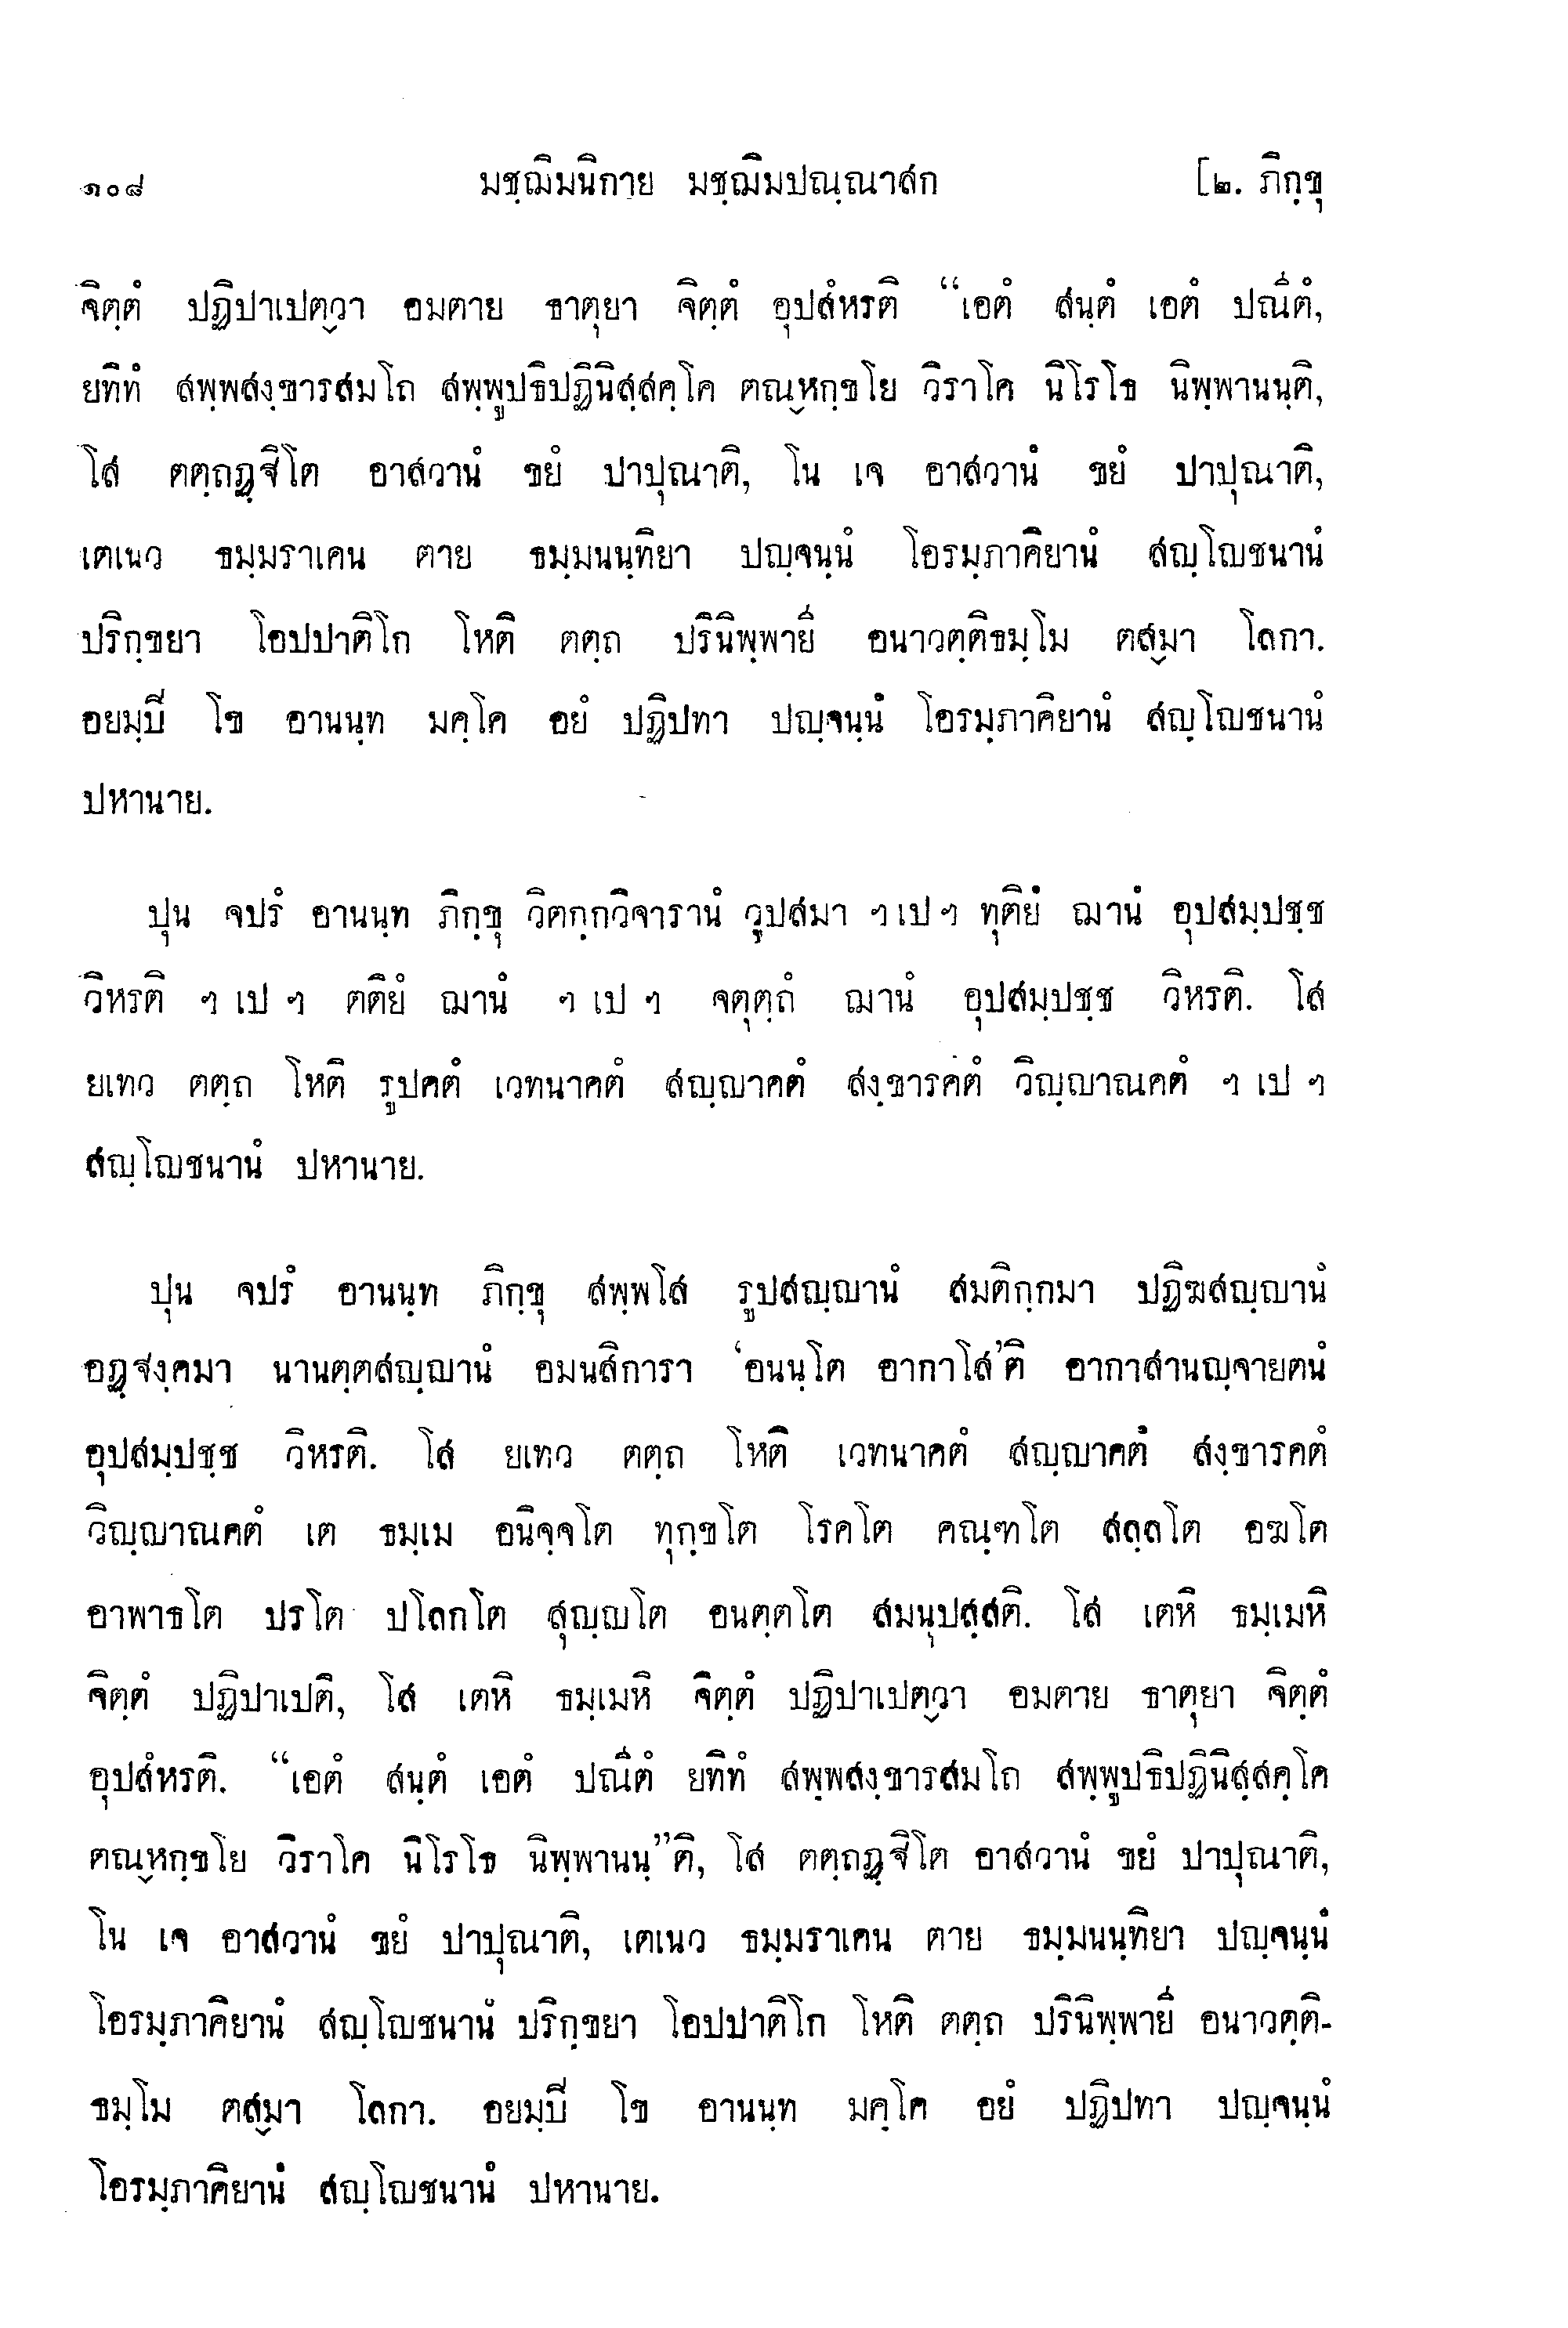 ๑๐๘ มชฺฌิมนิกาย มชฺฌิมปณฺณาสก [๒. ภิกฺขุ
จิตฺตํ ปฏิปาเปตฺวา อมตาย ธาตุยา จิตฺตํ อุปสํหรติ “เอตํ สนฺตํ เอตํ ปณีตํ,
ยทิทํ สพฺพสงฺขารสมโถ สพฺพูปธิปฏินิสฺสคฺโค ตณฺหกฺขโย วิราโค นิโรโธ นิพฺพานนฺติ,
โส ตตฺถฏฺฐิโต อาสวานํ ขยํ ปาปุณาติ, โน เจ อาสวานํ ขยํ ปาปุณาติ,
เตเนว ธมฺมราเคน ตาย ธมฺมนนฺทิยา ปญฺจนฺนํ โอรมฺภาคิยานํ สญฺโญชนานํ
ปริกฺขยา โอปปาติโก โหติ ตตฺถ ปรินิพฺพายี อนาวตฺติธมฺโม ตสฺมา โลกา.
อยมฺปี โข อานนฺท มคฺโค อยํ ปฏิปทา ปญฺจนฺนํ โอรมฺภาคิยานํ สญฺโญชนานํ
ปหานาย.
ปุน จปรํ อานนฺท ภิกฺขุ วิตกฺกวิจารานํ วูปสมา ฯ เป ฯ ทุติยํ ฌานํ อุปสมฺปชฺช
วิหรติ ฯ เป ฯ ตติยํ ฌานํ ฯ เป ฯ จตุตฺถํ ฌานํ อุปสมฺปชฺช วิหรติ. โส
ยเทว ตตฺถ โหติ รูปคตํ เวทนาคตํ สญฺญาคตํ สงฺขารคตํ วิญฺญาณคตํ ฯ เป ฯ
สญฺโญชนานํ ปหานาย.
ปุน จปรํ อานนฺท ภิกฺขุ สพฺพโส รูปสญฺญานํ สมติกฺกมา ปฏิฆสญฺญานํ
อฏฺฐงฺคมา นานตฺตสญฺญานํ อมนสิการา ‘อนนฺโต อากาโส’ติ อากาสานญฺจายตนํ
อุปสมฺปชฺช วิหรติ. โส ยเทว ตตฺถ โหติ เวทนาคตํ สญฺญาคตํ สงฺขารคตํ
วิญฺญาณคตํ เต ธมฺเม อนิจฺจโต ทุกฺขโต โรคโต คณฺฑโต สลฺลโต อฆโต
อาพาธโต ปรโต ปโลกโต สุญฺญโต อนตฺตโต สมนุปสฺสติ. โส เตหิ ธมฺเมหิ
จิตฺตํ ปฏิปาเปติ, โส เตหิ ธมฺเมหิ จิตฺตํ ปฏิปาเปตฺวา อมตาย ธาตุยา จิตฺตํ
อุปสํหรติ. “เอตํ สนฺตํ เอตํ ปณีตํ ยทิทํ สพฺพสงฺขารสมโถ สพฺพูปธิปฏินิสฺสคฺโค
ตณฺหกฺขโย วิราโค นิโรโธ นิพฺพานนฺ”ติ, โส ตตฺถฏฺฐิโต อาสวานํ ขยํ ปาปุณาติ,
โน เจ อาสวานํ ขยํ ปาปุณาติ, เตเนว ธมฺมราเคน ตาย ธมฺมนนฺทิยา ปญฺจนฺนํ
โอรมฺภาคิยานํ สญฺโญชนานํ ปริกฺขยา โอปปาติโก โหติ ตตฺถ ปรินิพฺพายี อนาวตฺติ-
ธมฺโม ตสฺมา โลกา. อยมฺปี โข อานนฺท มคฺโค อยํ ปฏิปทา ปญฺจนฺนํ
โอรมฺภาคิยานํ สญฺโญชนานํ ปหานาย.